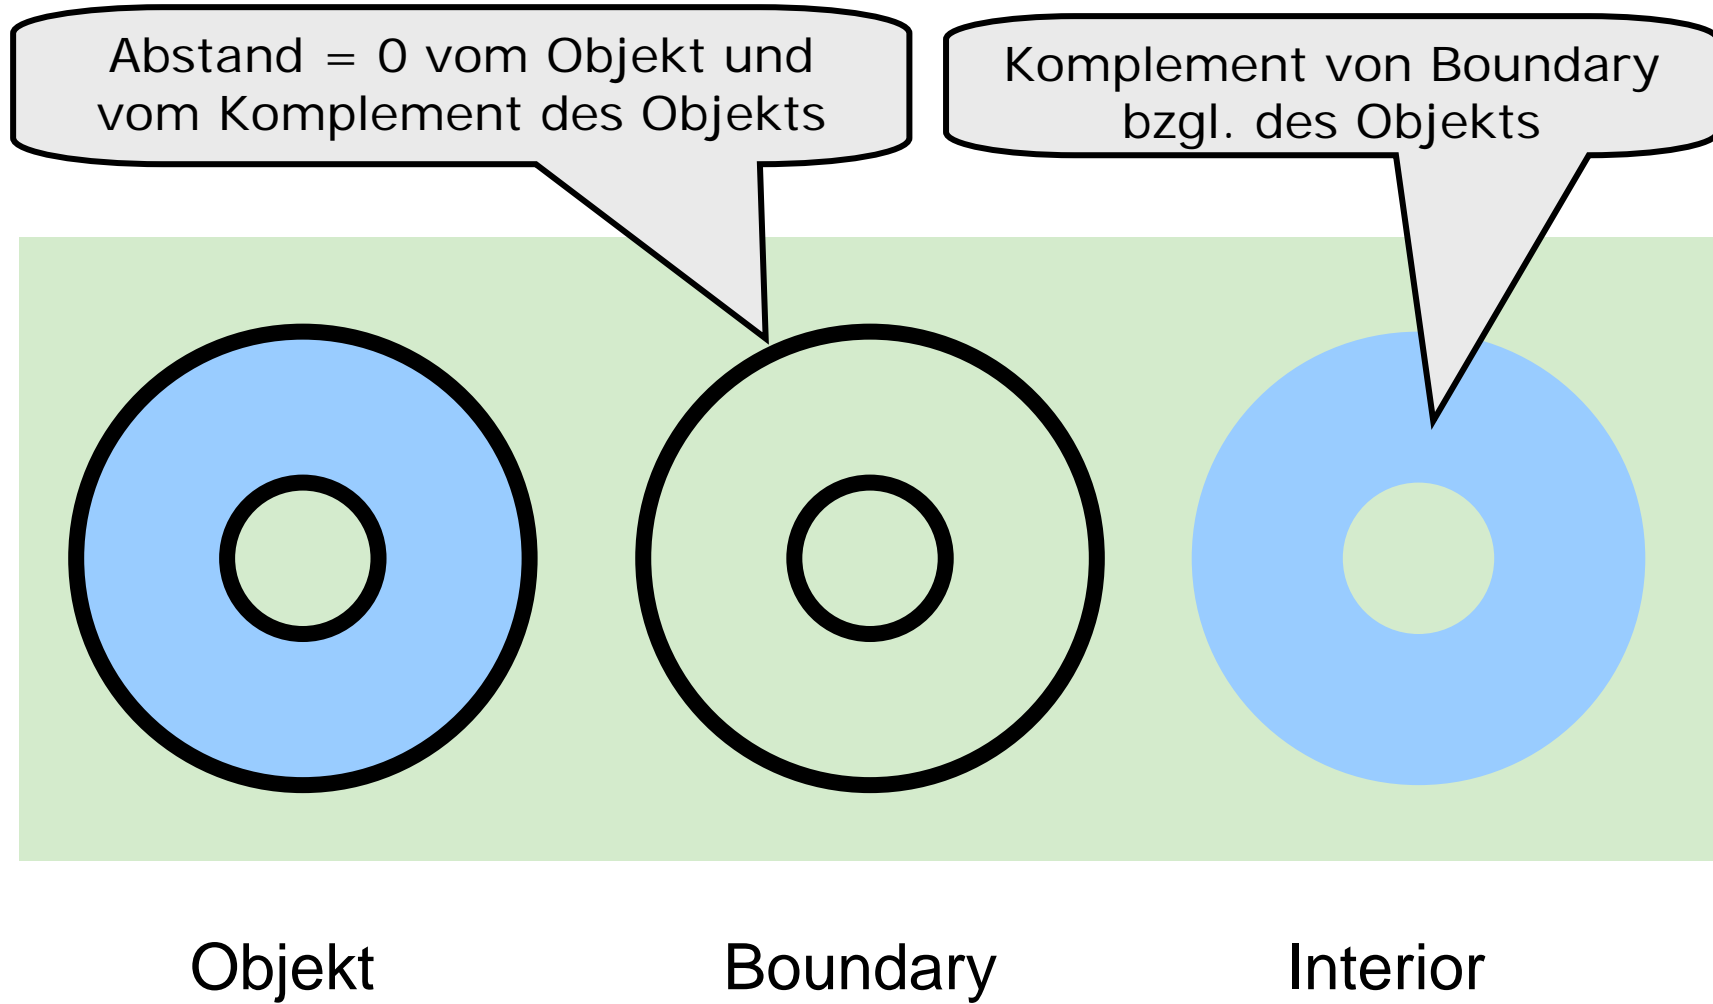 Abstand = 0 vom Objekt und
vom Komplement des Objekts
Komplement von Boundary
bzgl. des Objekts
Objekt
Boundary
Interior